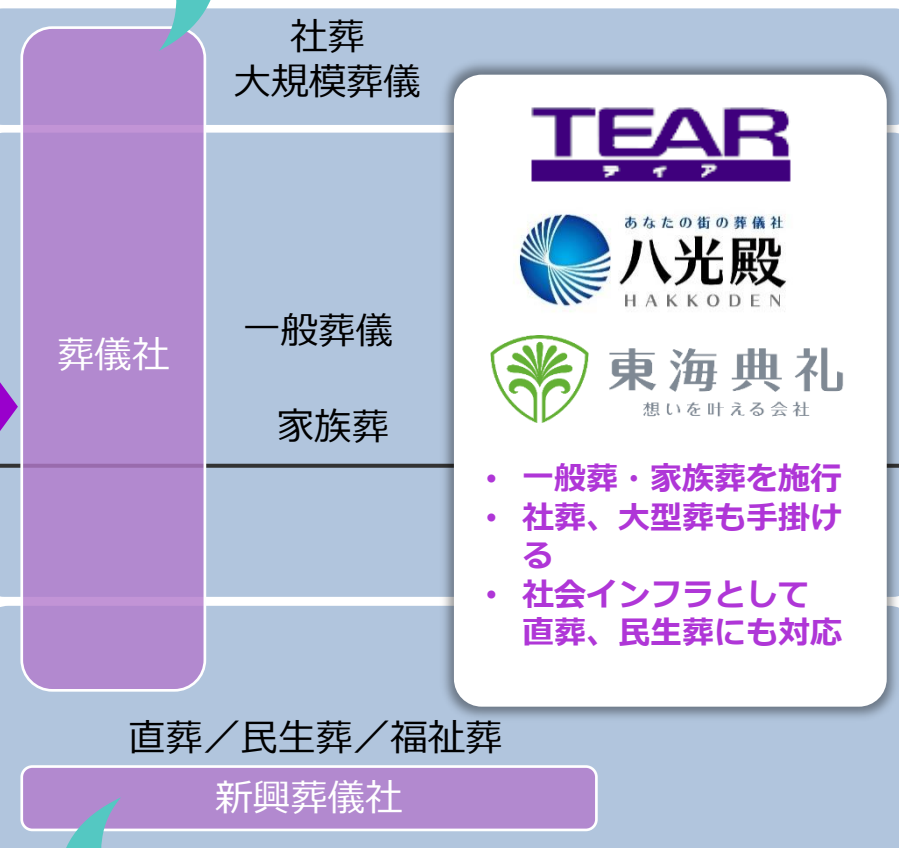 社葬
大規模葬儀
葬儀社
一般葬儀
家族葬
TEAR
ティア
あなたの街の葬儀社
八光殿
HAKKODEN
東海典礼
想いを叶える会社
• 一般葬・家族葬を施行
• 社葬、大型葬も手掛け
る
• 社会インフラとして
直葬、民生葬にも対応
直葬／民生葬／福祉葬
新興葬儀社